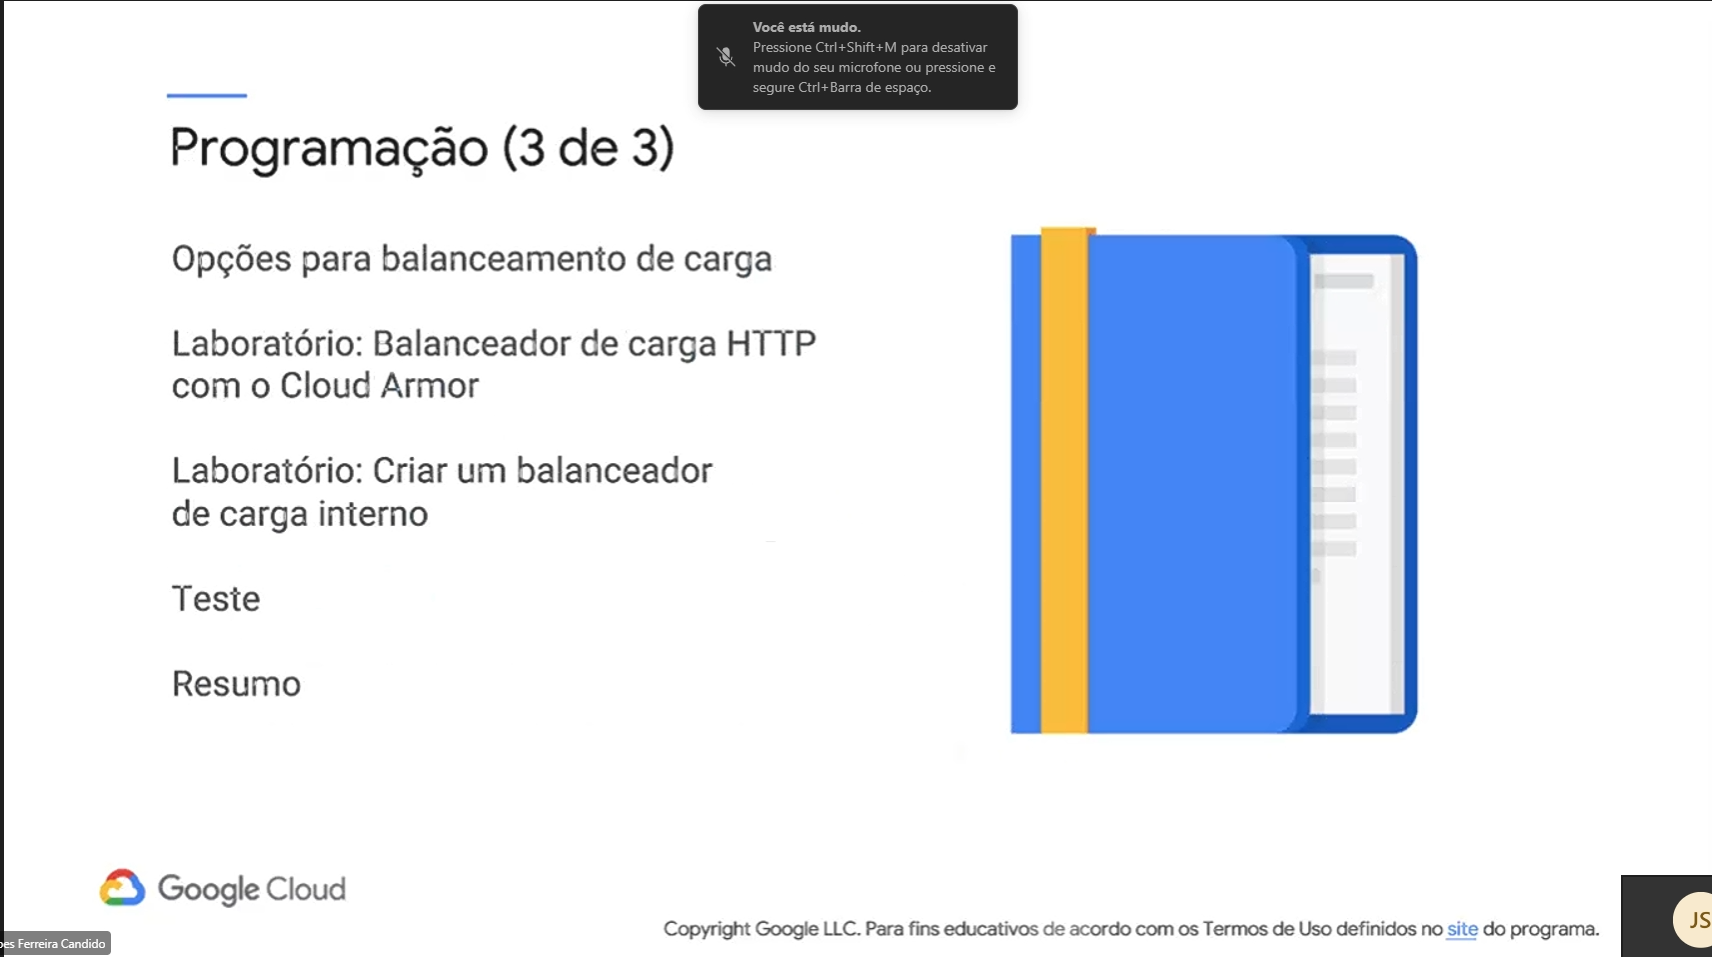 Você está mudo.
Pressione Ctrl+Shift+M para desativar
mudo do seu microfone ou pressione e
segure Ctrl+Barra de espaço.
Programação (3 de 3)
Opções para balanceamento de carga
Laboratório: Balanceador de carga HTTP
com o Cloud Armor
Laboratório: Criar um balanceador
de carga interno
Teste
Resumo
Google Cloud
Copyright Google LLC. Para fins educativos de acordo com os Termos de Uso definidos no site do programa.
Ferreira Candido
JS